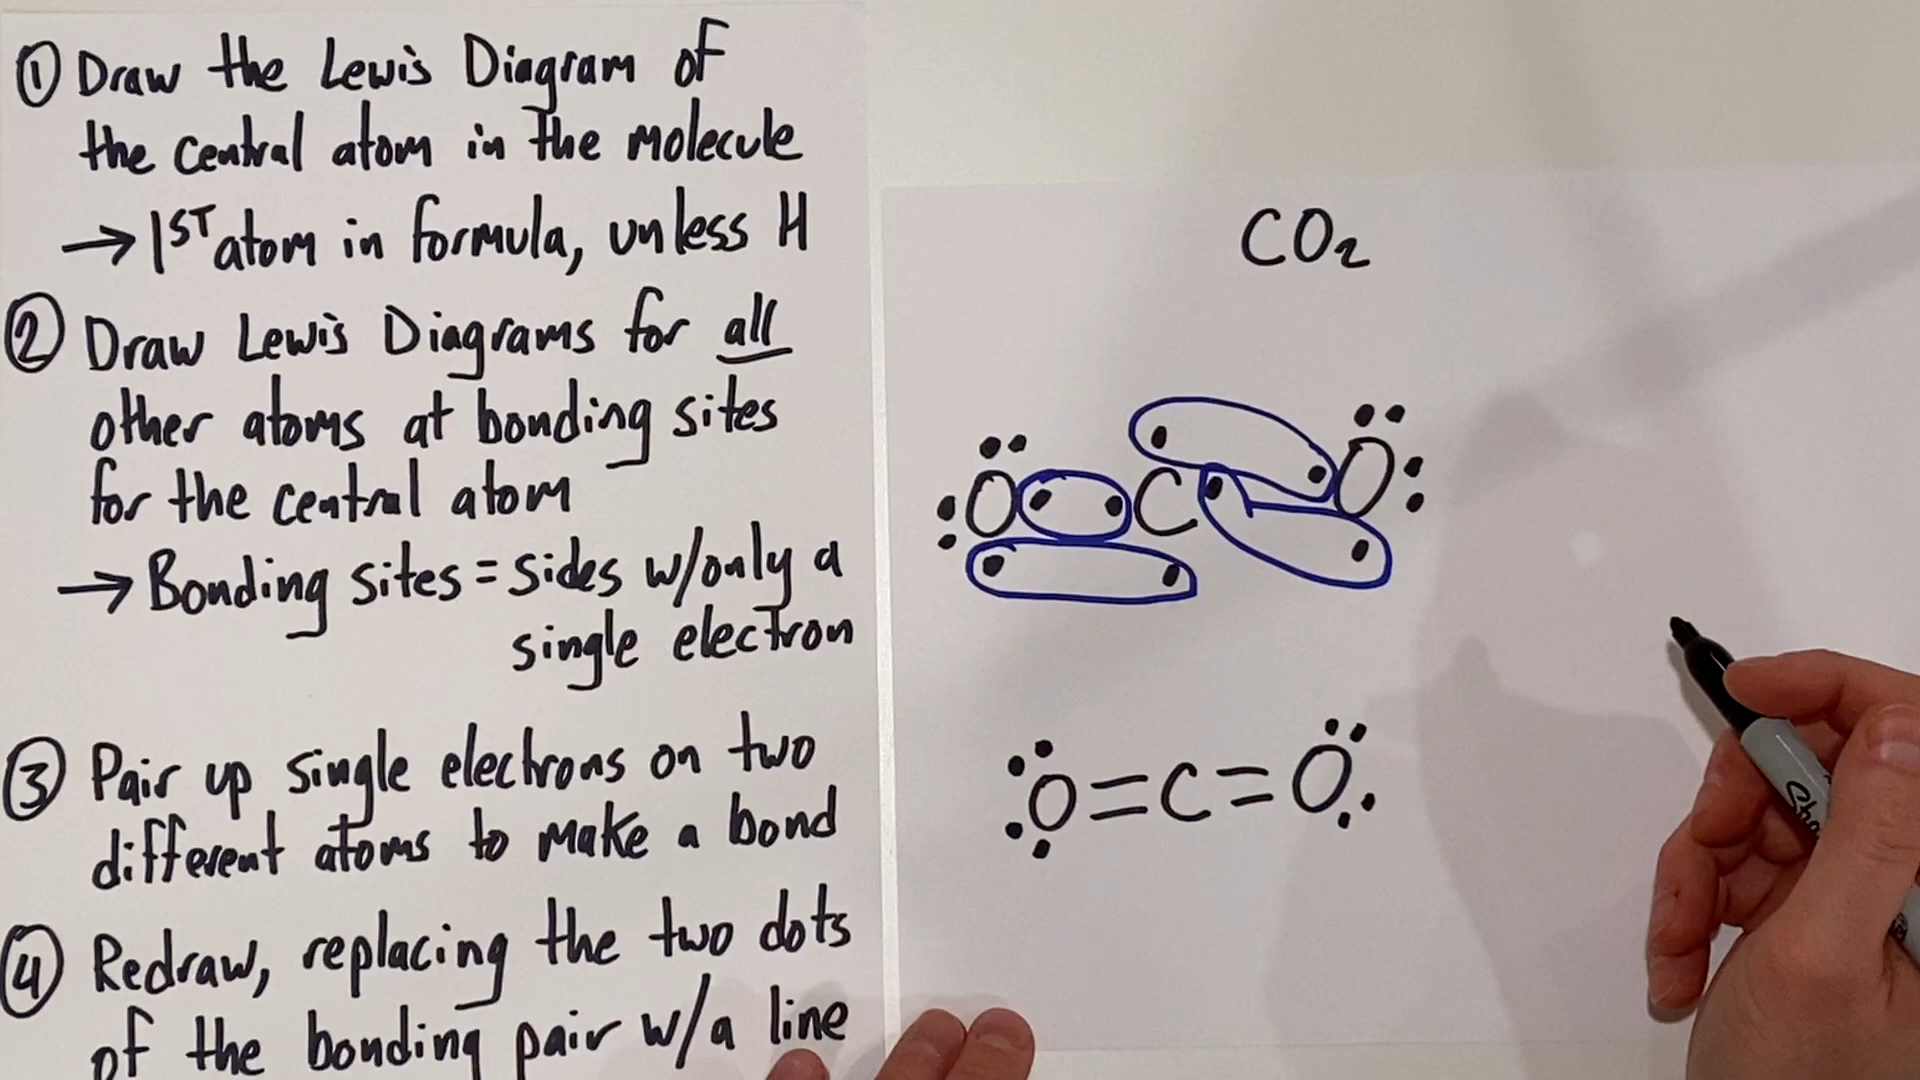 ① Draw the Lewis Diagram of
the central atom in the molecule
→ 1ST atom in formula, unless H
② Draw Lewis Diagrams for all
other atoms at bonding sites
for the central atom
→ Bonding sites = sides w/only a
single electron
③ Pair up single electrons on two
different atoms to make a bond
④ Redraw, replacing the two dots
of the bonding pair w/a line
CO₂
O C O
O=C=O